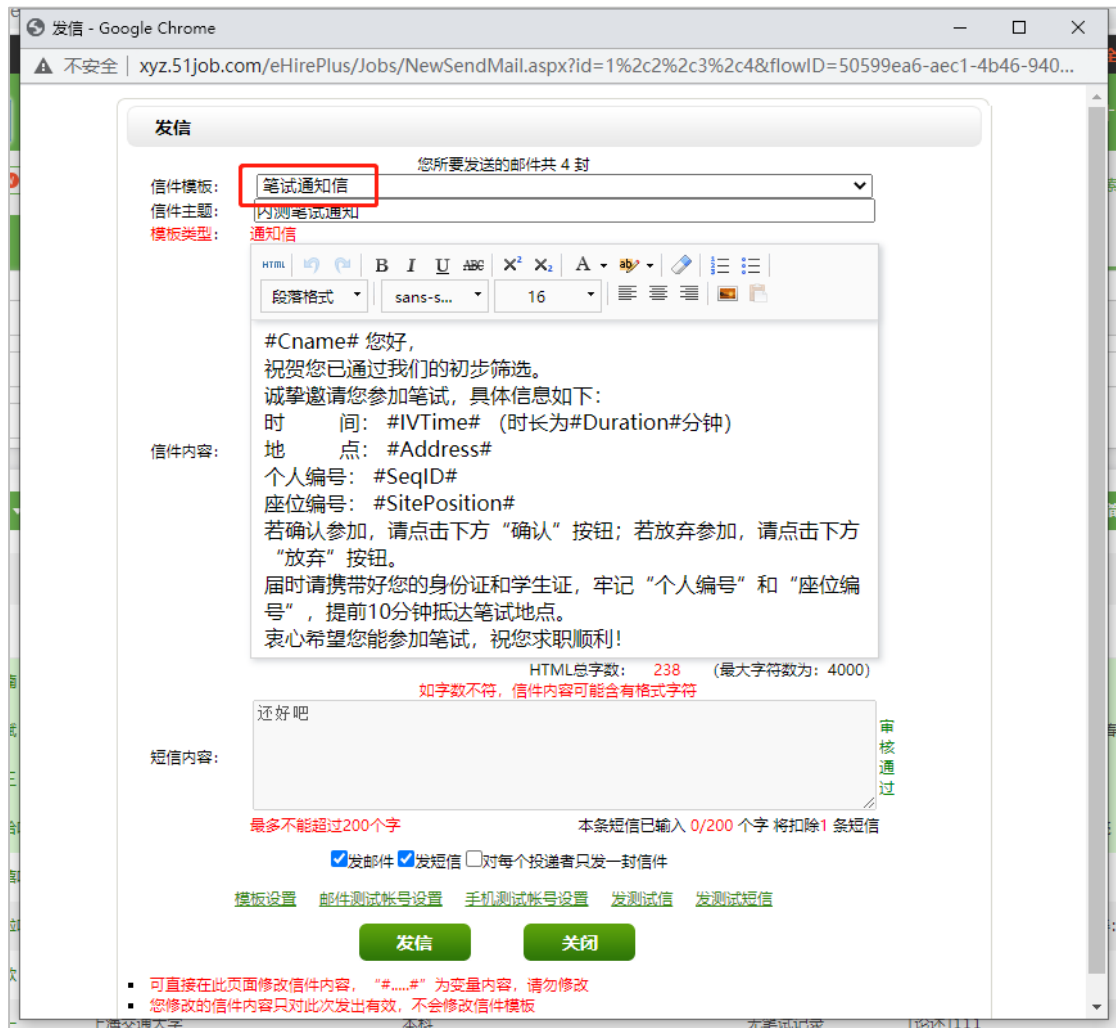 发信 - Google Chrome
不安全 | xyz.51job.com/eHirePlus/Jobs/NewSendMail.aspx?id=1%2c2%2c3%2c4&flowID=50599ea6-aec1-4b46-940...
发信
您所要发送的邮件共 4 封
信件模板： 笔试通知信
信件主题： 内测笔试通知
模板类型： 通知信
HTML B I U ABC X² X₂ A ab
段落格式 sans-s... 16
#Cname# 您好，
祝贺您已通过我们的初步筛选。
诚挚邀请您参加笔试，具体信息如下：
时 间： #IVTime# （时长为#Duration#分钟）
信件内容：
地 点： #Address#
个人编号： #SeqID#
座位编号： #SitePosition#
若确认参加，请点击下方“确认”按钮；若放弃参加，请点击下方
“放弃”按钮。
届时请携带好您的身份证和学生证，牢记“个人编号”和“座位编
号”，提前10分钟抵达笔试地点。
衷心希望您能参加笔试，祝您求职顺利！
HTML总字数： 238 （最大字符数为：4000）
如字数不符，信件内容可能含有格式字符
短信内容：
还好吧
审
核
通
过
最多不能超过200个字 本条短信已输入 0/200 个字 将扣除1 条短信
发邮件 发短信 对每个投递者只发一封信件
模板设置 邮件测试帐号设置 手机测试帐号设置 发测试信 发测试短信
发信 关闭
可直接在此页面修改信件内容，“#.....#”为变量内容，请勿修改
您修改的信件内容只对此次发出有效，不会修改信件模板
上海交通大学 本科 无笔试记录